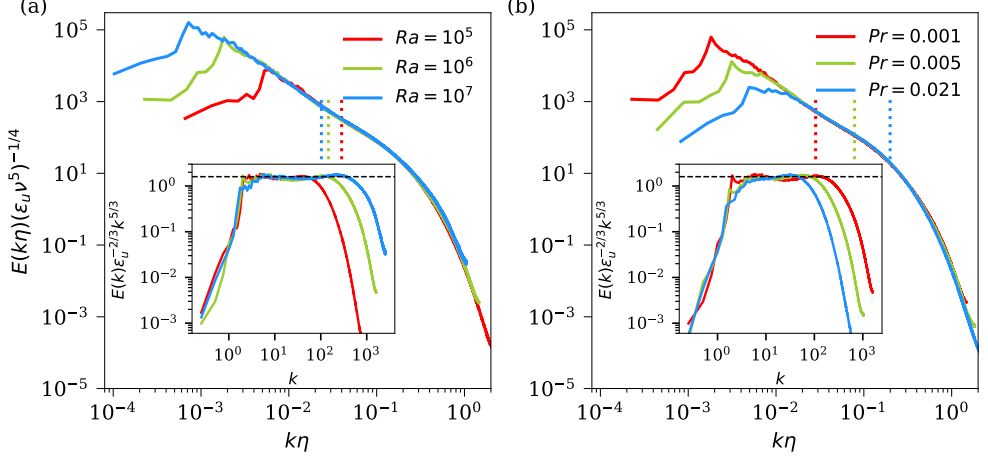 (a)
(b)
10^5
10^3
10^1
10^-1
10^-3
10^-5
E(kη)(ε_uν^5)^-1/4
Ra = 10^5
Ra = 10^6
Ra = 10^7
10^0
10^-1
10^-2
10^-3
E(k)ε_u^-2/3k^5/3
10^0 10^1 10^2 10^3
k
10^-4 10^-3 10^-2 10^-1 10^0
kη
10^5
10^3
10^1
10^-1
10^-3
10^-5
Pr = 0.001
Pr = 0.005
Pr = 0.021
10^0
10^-1
10^-2
10^-3
E(k)ε_u^-2/3k^5/3
10^0 10^1 10^2 10^3
k
10^-4 10^-3 10^-2 10^-1 10^0
kη